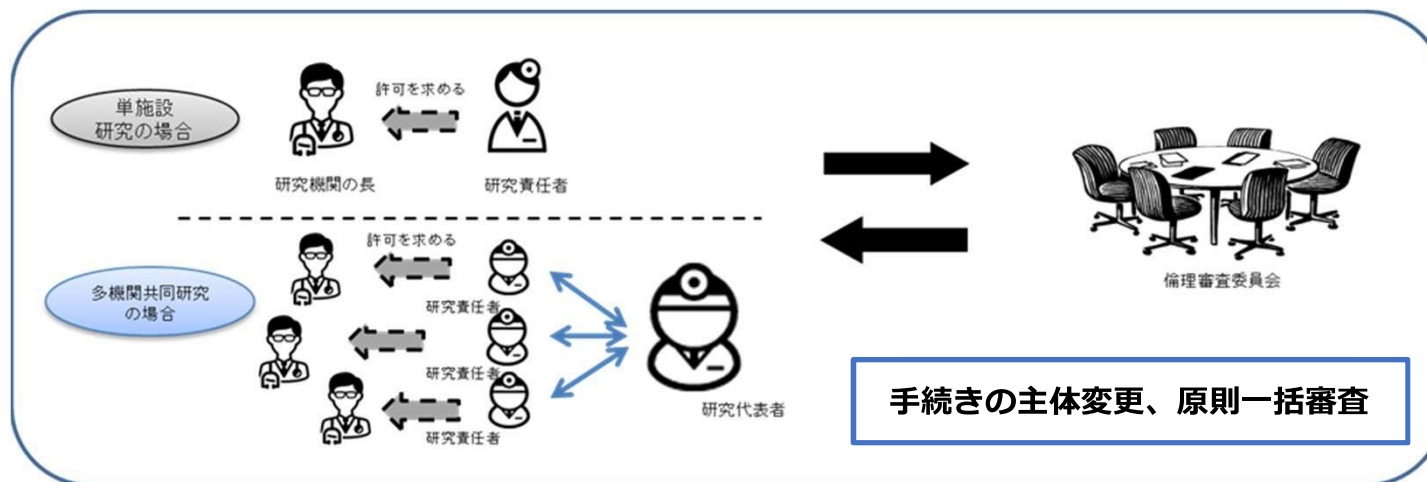 単施設
研究の場合
許可を求める
研究機関の長
研究責任者
多機関共同研究
の場合
許可を求める
研究責任者
研究責任者
研究責任者
研究代表者
倫理審査委員会
手続きの主体変更、原則一括審査